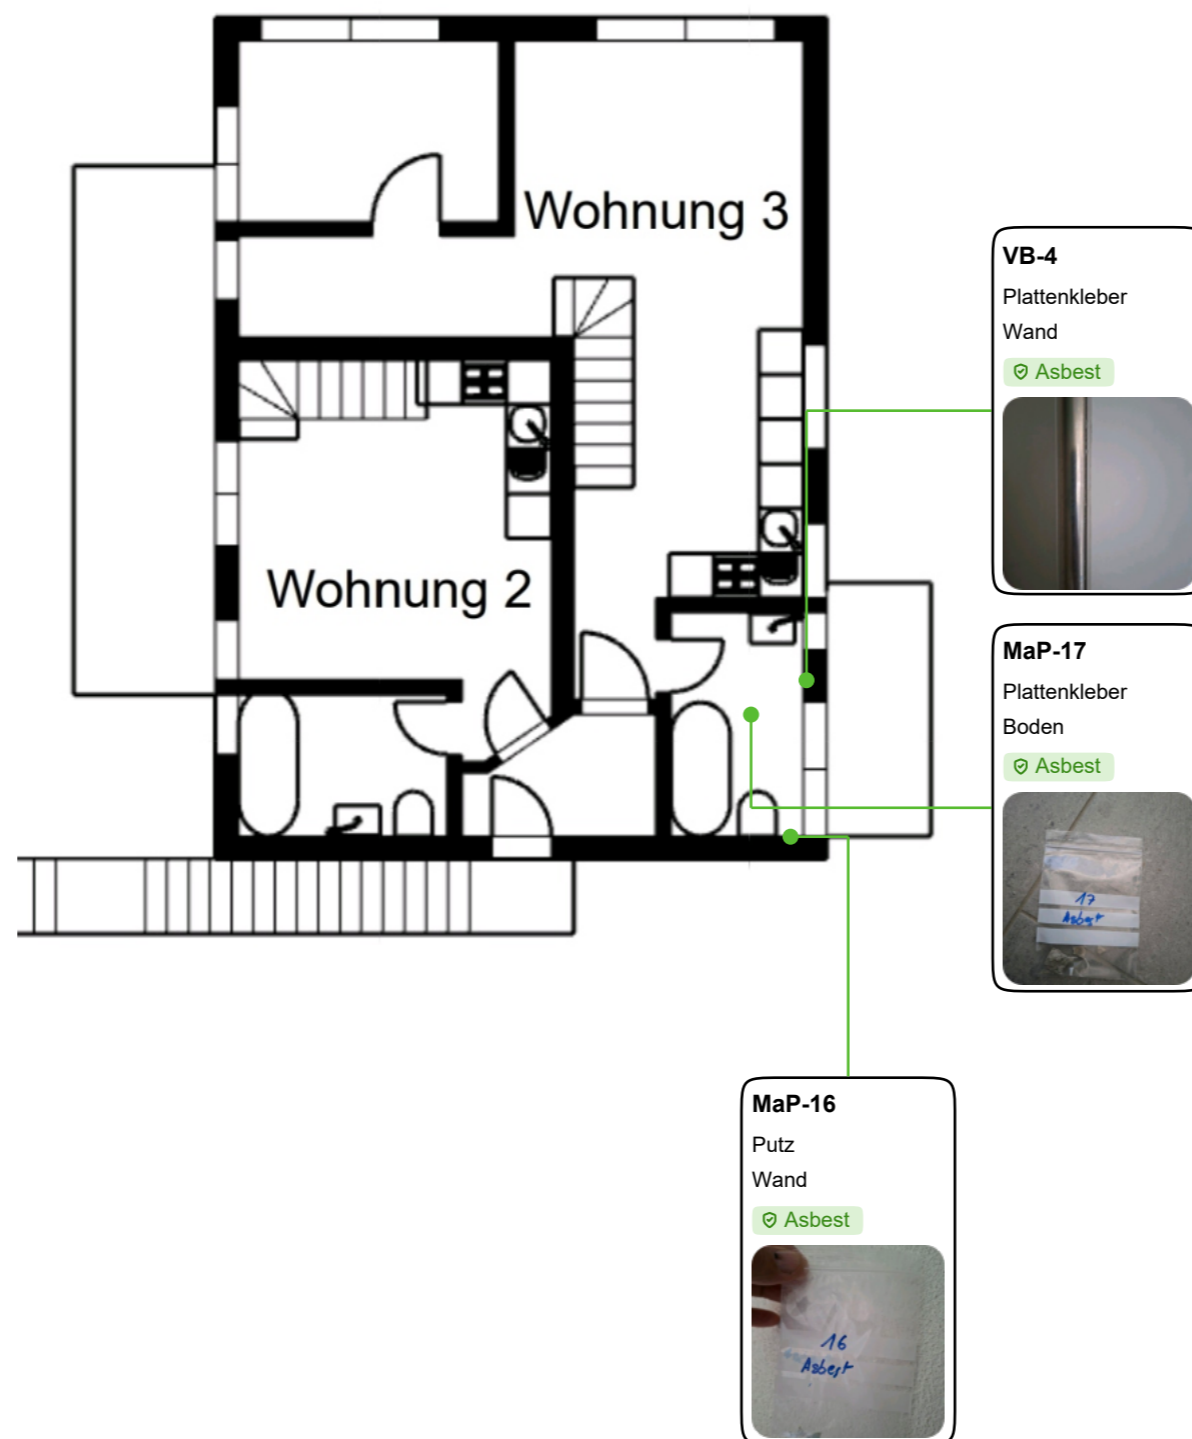 Wohnung 3
Wohnung 2
VB-4
Plattenkleber
Wand
Asbest
MaP-17
Plattenkleber
Boden
Asbest
17
Asbest
MaP-16
Putz
Wand
Asbest
16
Asbest